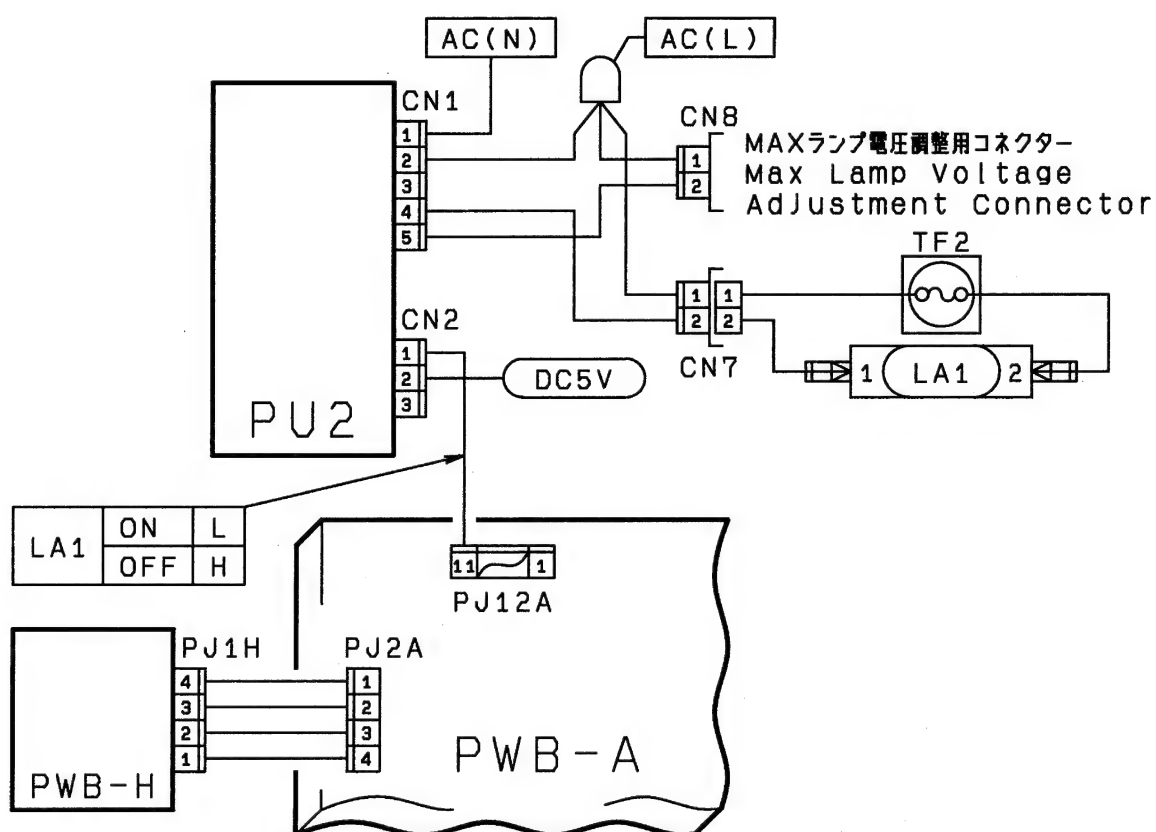 AC(N)
AC(L)
CN1
1
2
3
4
5
CN8
1
2
MAXランプ電圧調整用コネクター
Max Lamp Voltage
Adjustment Connector
TF2
1 1
2 2
CN7
1 LA1 2
CN2
1
2
3
DC5V
PU2
LA1
ON L
OFF H
11 1
PJ12A
PJ1H
PJ2A
4
3
2
1
1
2
3
4
PWB-H
PWB-A